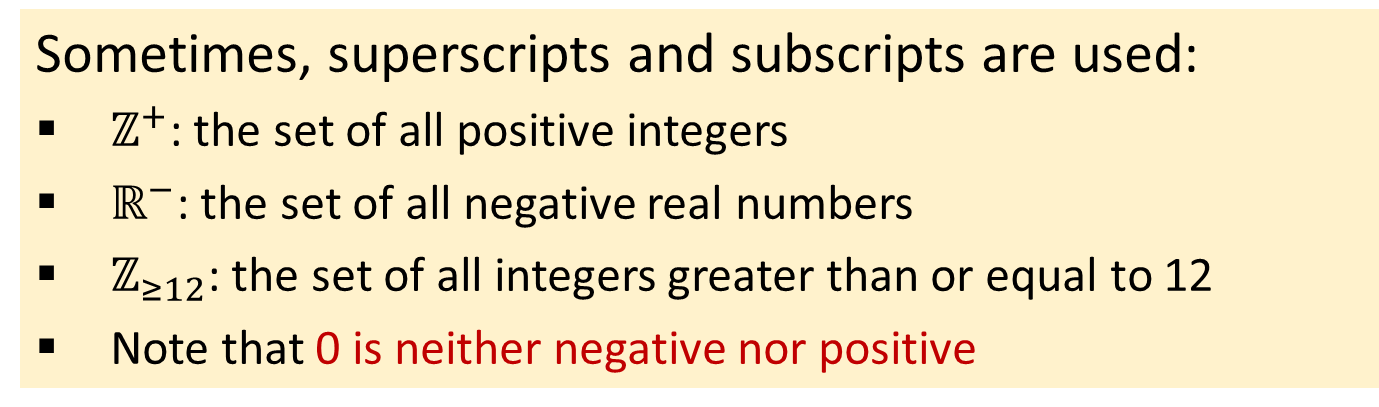 Sometimes, superscripts and subscripts are used:
▪ ℤ⁺: the set of all positive integers
▪ ℝ⁻: the set of all negative real numbers
▪ ℤ≥₁₂: the set of all integers greater than or equal to 12
▪ Note that 0 is neither negative nor positive